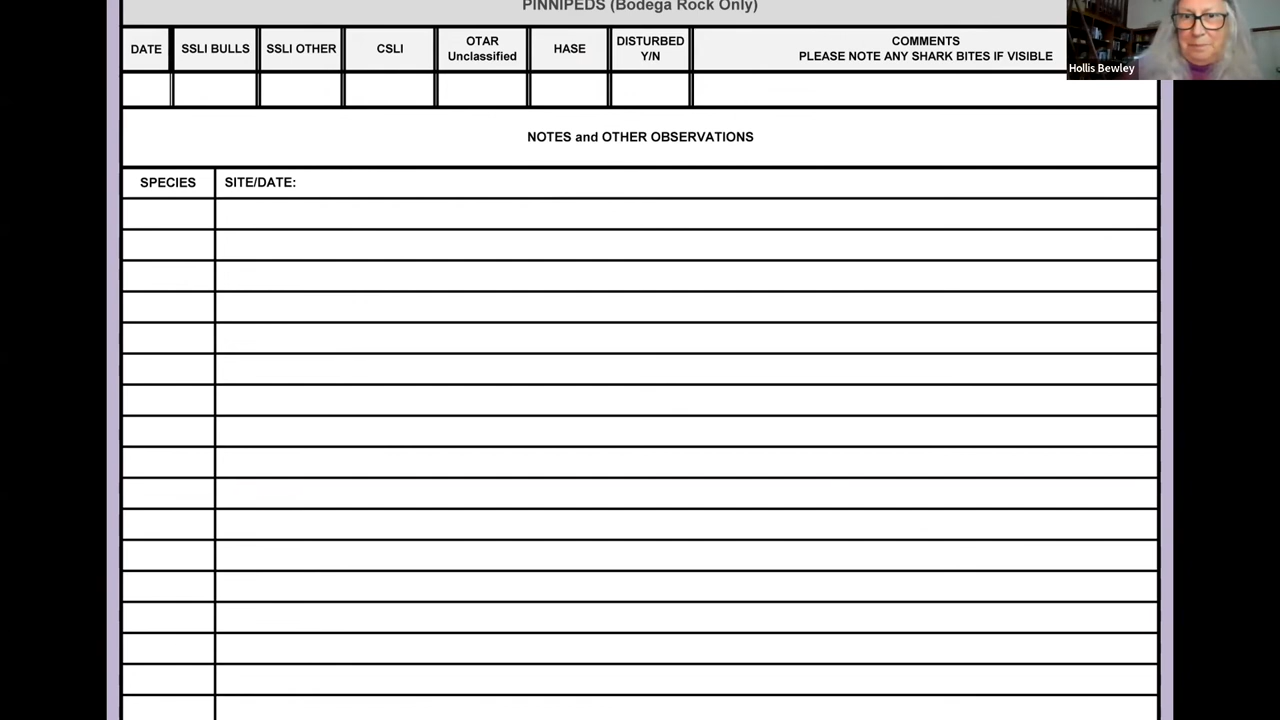 PINNIPEDS (Bodega Rock Only)
DATE
SSLI BULLS
SSLI OTHER
CSLI
OTAR
Unclassified
HASE
DISTURBED
Y/N
COMMENTS
PLEASE NOTE ANY SHARK BITES IF VISIBLE
Hollis Bewley
NOTES and OTHER OBSERVATIONS
SPECIES
SITE/DATE: